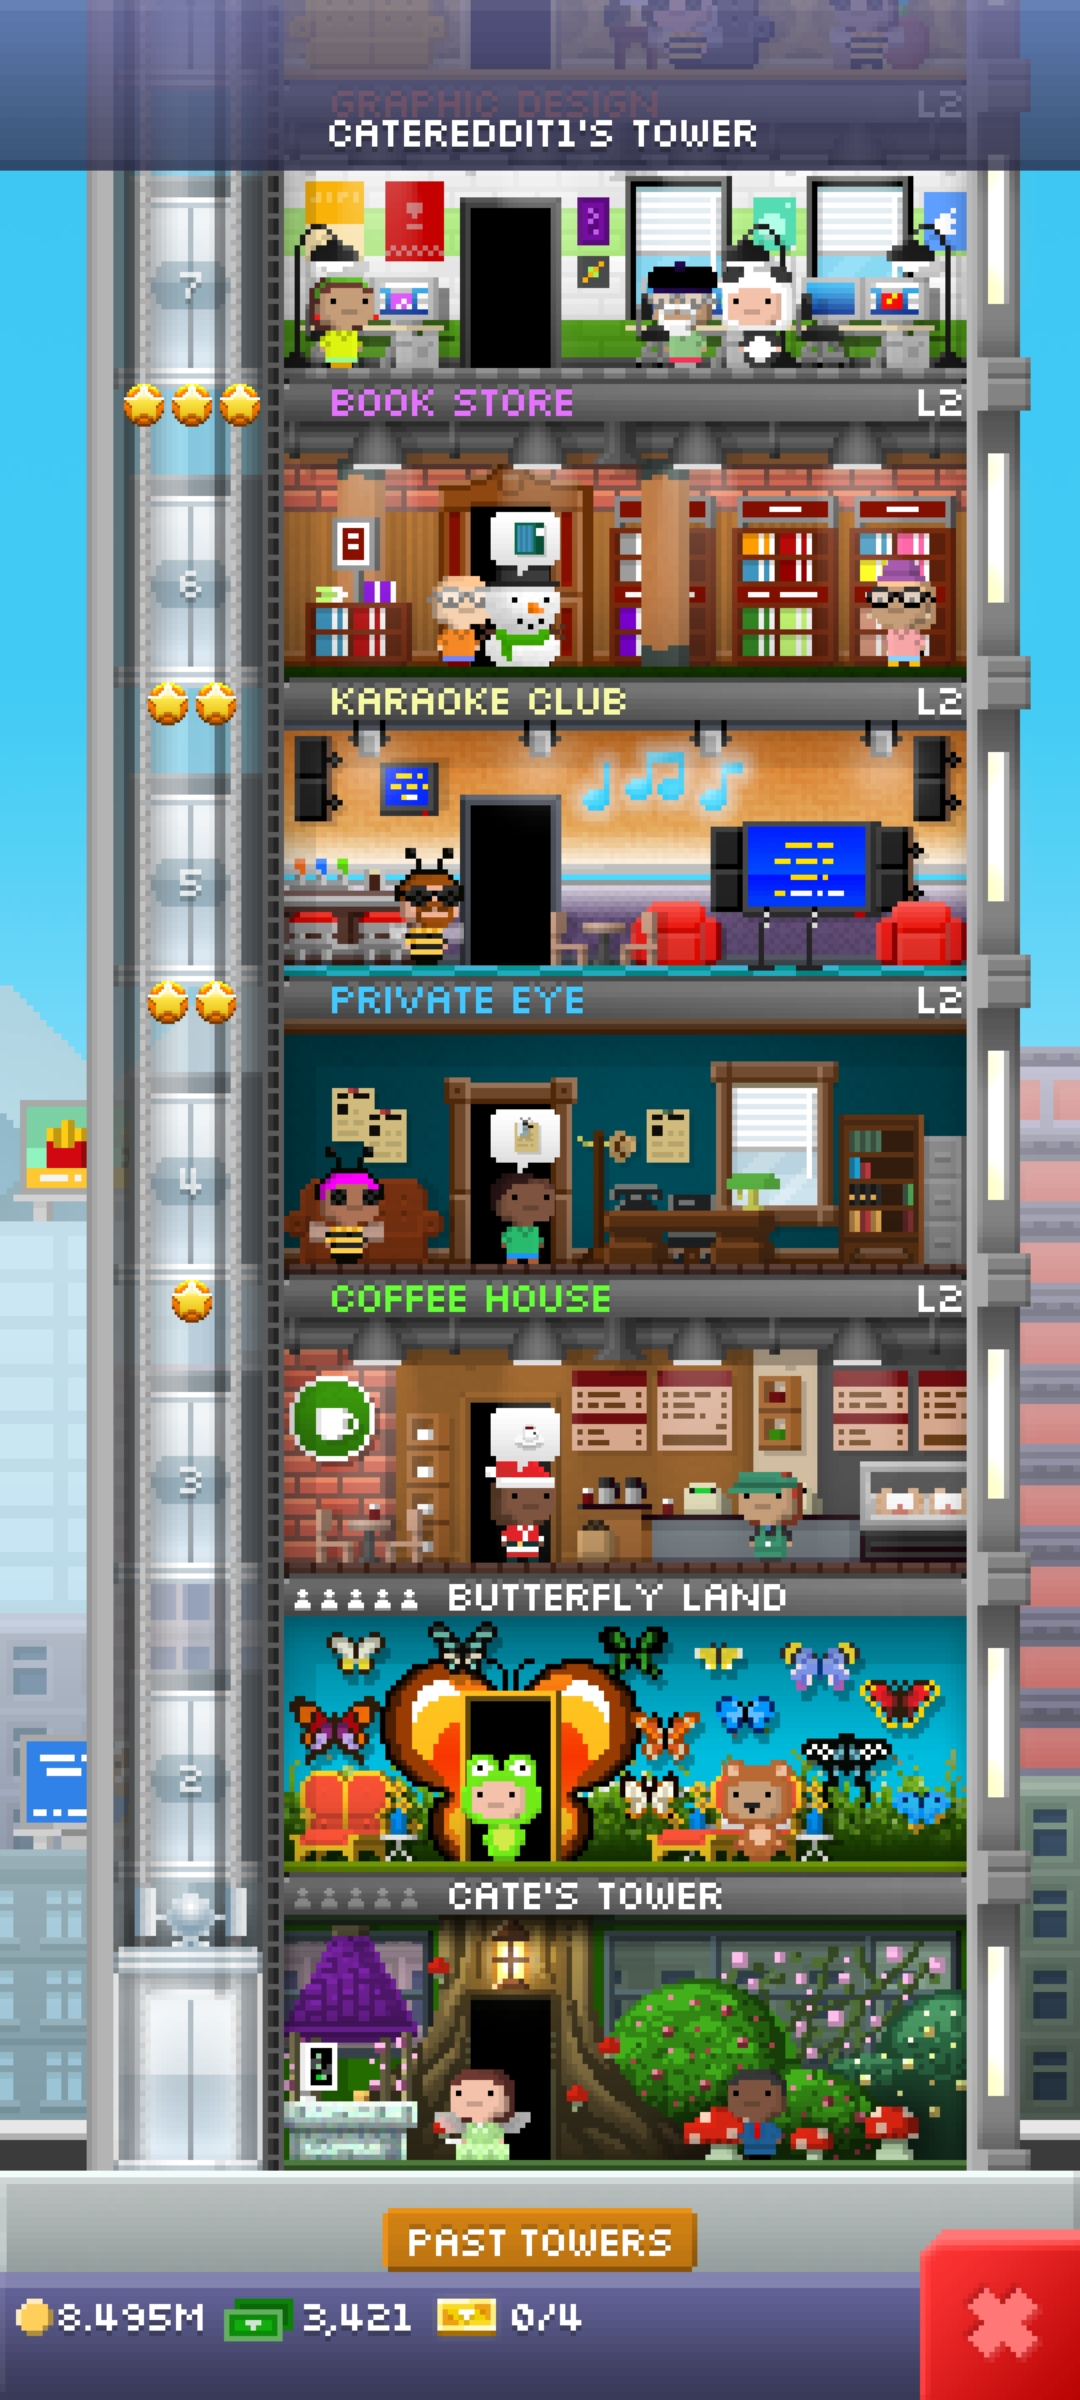 GRAPHIC DESIGN L2
CATEREDDIT1'S TOWER
7
BOOK STORE L2
6
KARAOKE CLUB L2
5
PRIVATE EYE L2
4
COFFEE HOUSE L2
3
BUTTERFLY LAND
2
CATE'S TOWER
PAST TOWERS
8.495M 3,421 0/4